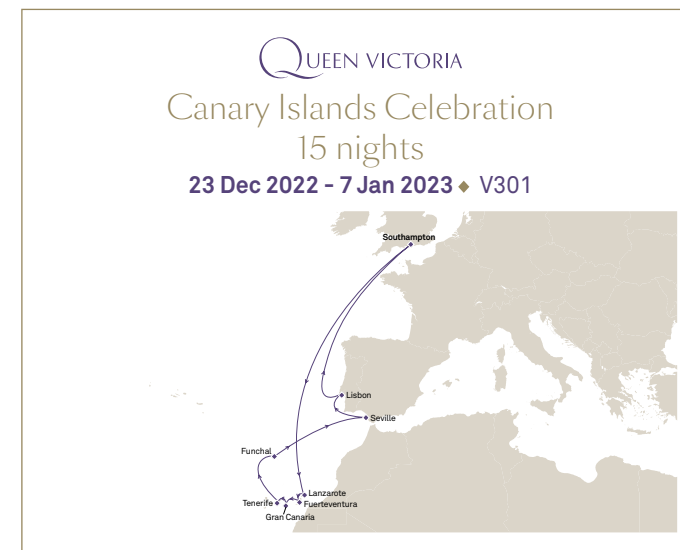 QUEEN VICTORIA
Canary Islands Celebration
15 nights
23 Dec 2022 - 7 Jan 2023 ◆ V301
Southampton
Lisbon
Seville
Funchal
Lanzarote
Tenerife
Fuerteventura
Gran Canaria